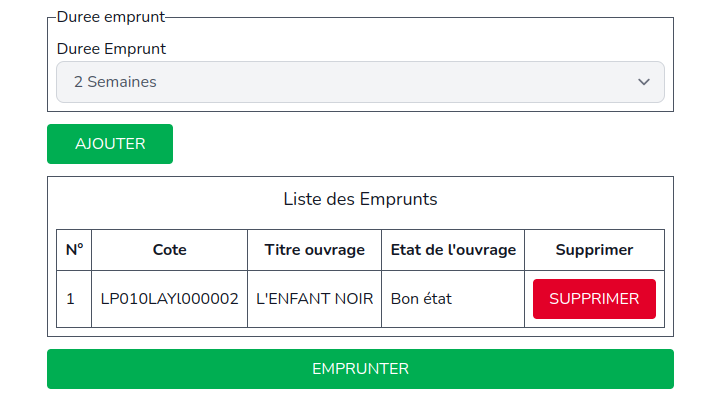 Duree emprunt
Duree Emprunt
2 Semaines
AJOUTER
Liste des Emprunts
N° Cote Titre ouvrage Etat de l'ouvrage Supprimer
1 LP010LAYl000002 L'ENFANT NOIR Bon état SUPPRIMER
EMPRUNTER